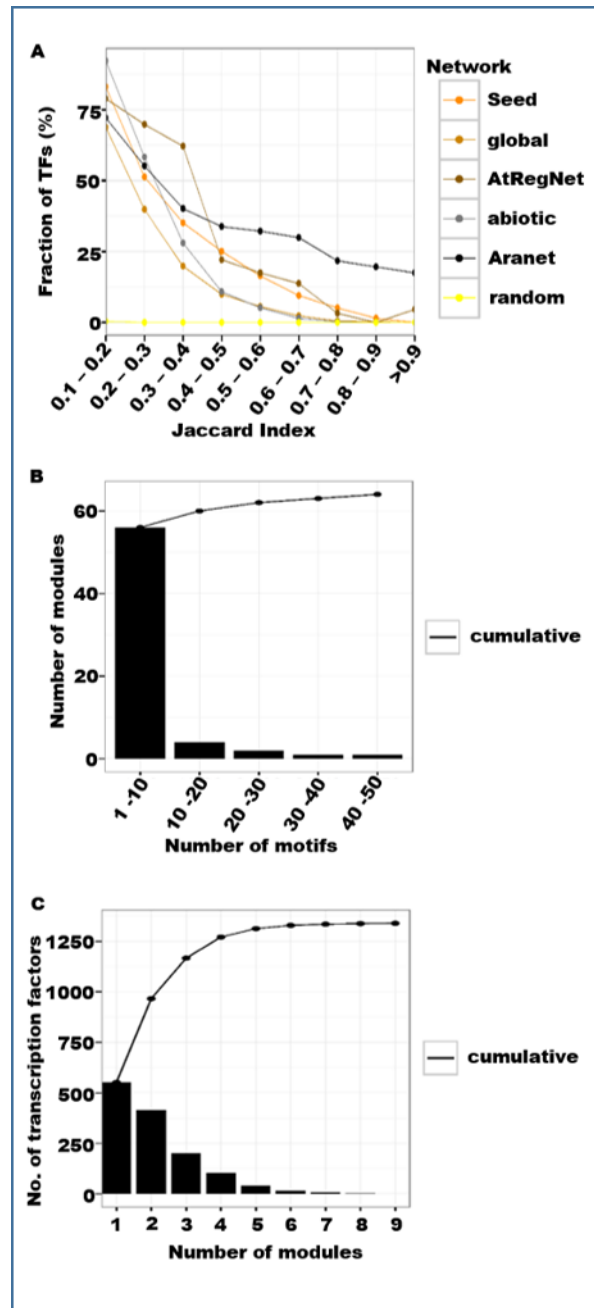 A
Fraction of TFs (%)
75
50
25
0
0.1 – 0.2
0.2 – 0.3
0.3 – 0.4
0.4 – 0.5
0.5 – 0.6
0.6 – 0.7
0.7 – 0.8
0.8 – 0.9
>0.9
Jaccard Index
Network
Seed
global
AtRegNet
abiotic
Aranet
random
B
Number of modules
60
40
20
0
1 -10
10 -20
20 -30
30 -40
40 -50
Number of motifs
cumulative
C
No. of transcription factors
1250
1000
750
500
250
0
1 2 3 4 5 6 7 8 9
Number of modules
cumulative